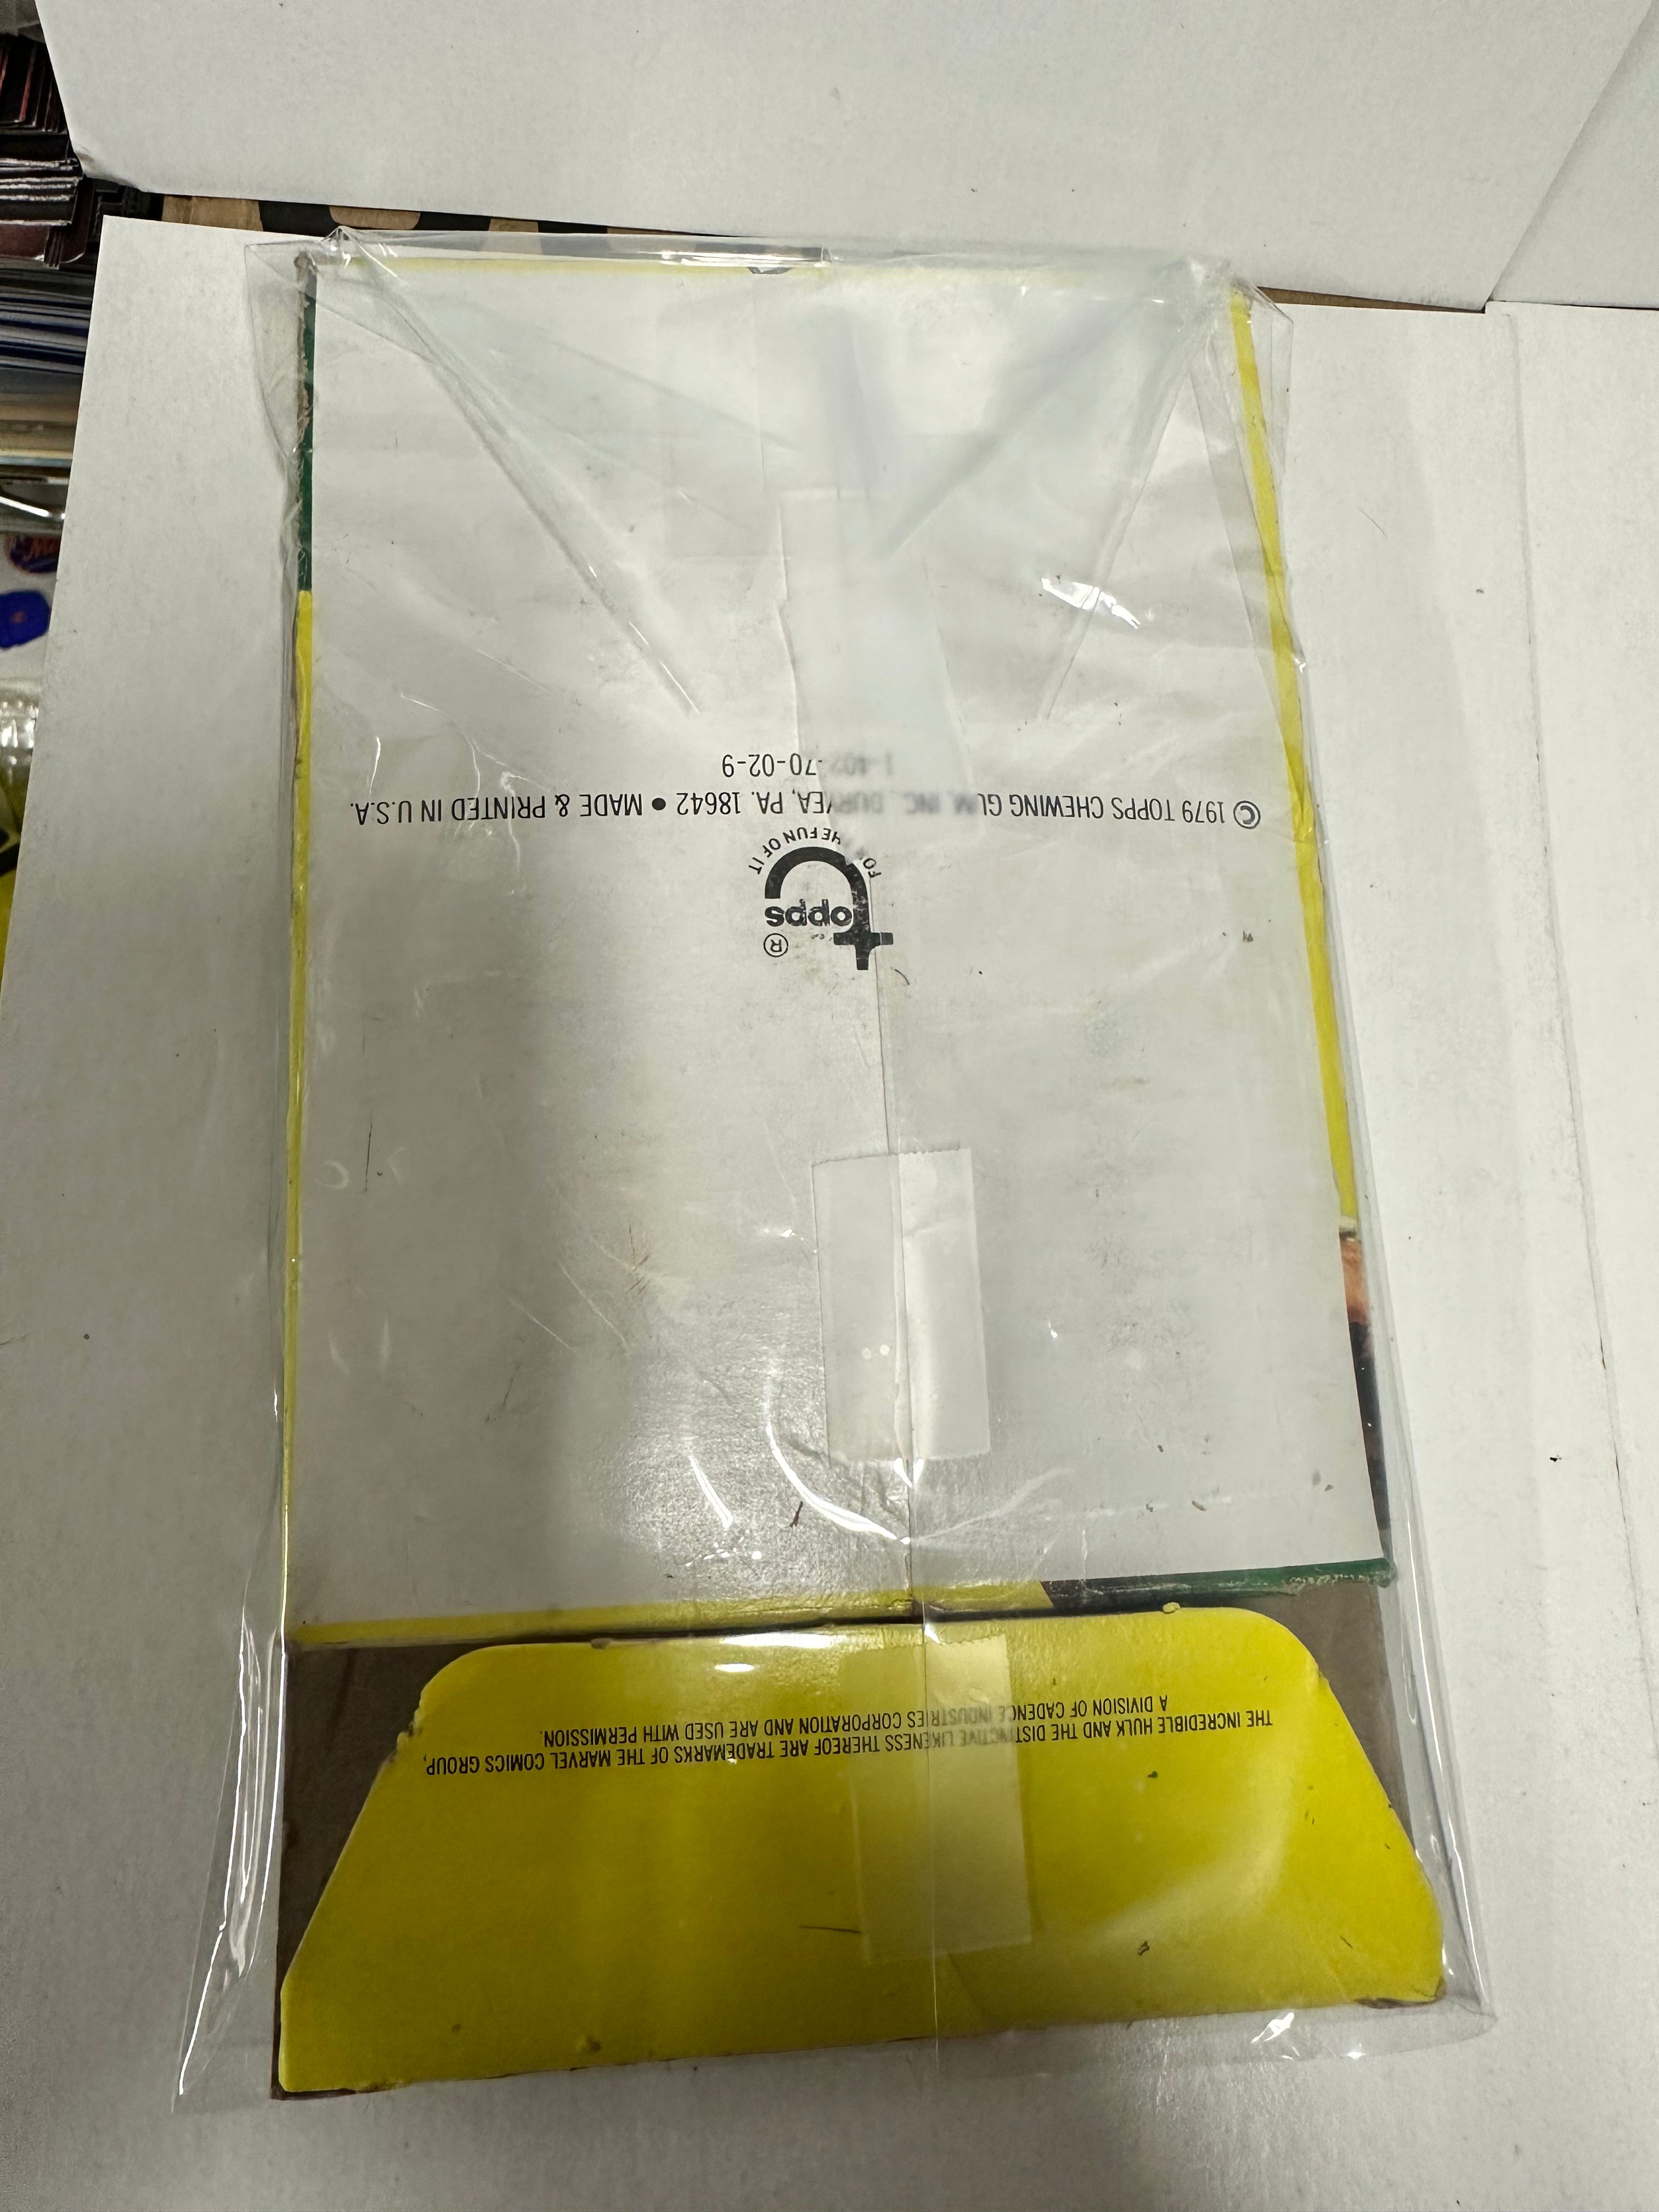 THE INCREDIBLE HULK AND THE DISTINCTIVE LIKENESS THEREOF ARE TRADEMARKS OF THE MARVEL COMICS GROUP,
A DIVISION OF CADENCE INDUSTRIES CORPORATION AND ARE USED WITH PERMISSION.
topps®
FOR THE FUN OF IT
© 1979 TOPPS CHEWING GUM, INC. DURYEA, PA. 18642 • MADE & PRINTED IN U.S.A.
-70-02-9